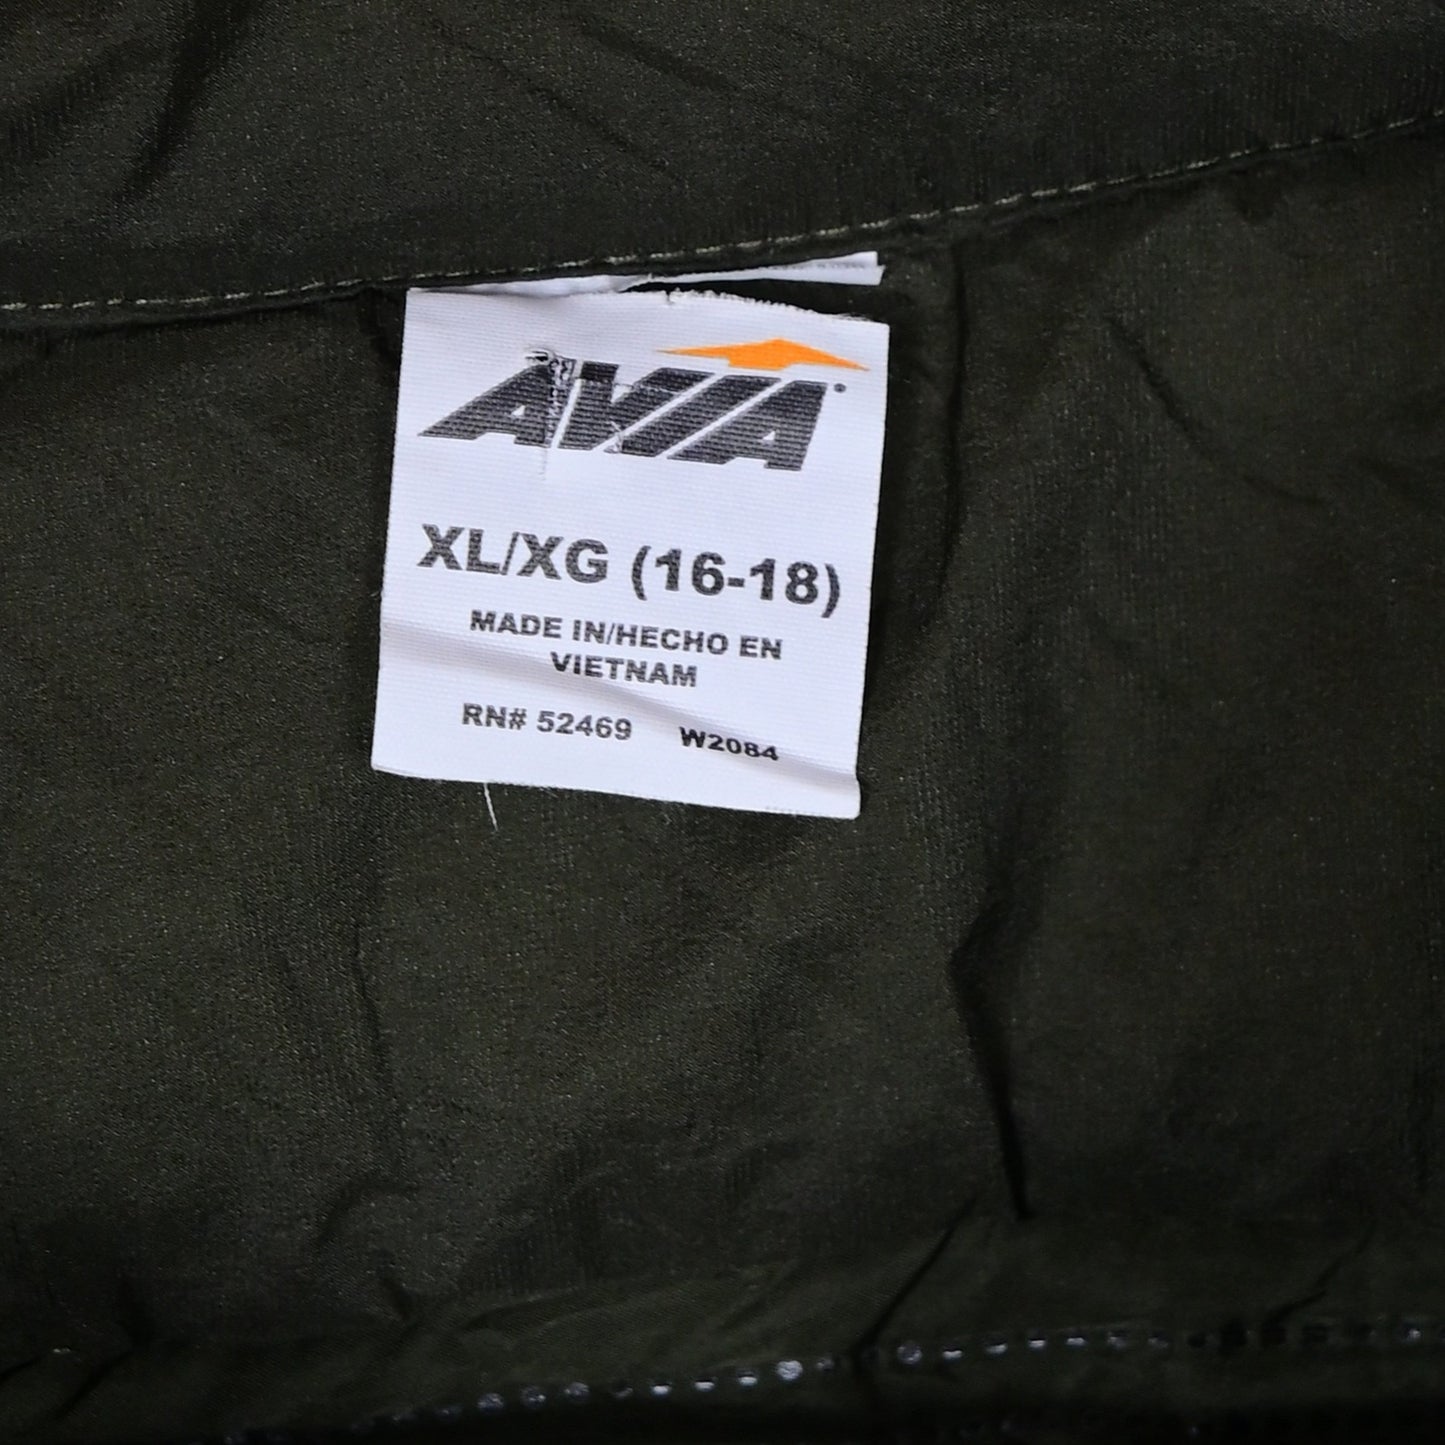 AVIA
XL/XG (16-18)
MADE IN/HECHO EN
VIETNAM
RN# 52469 W2084